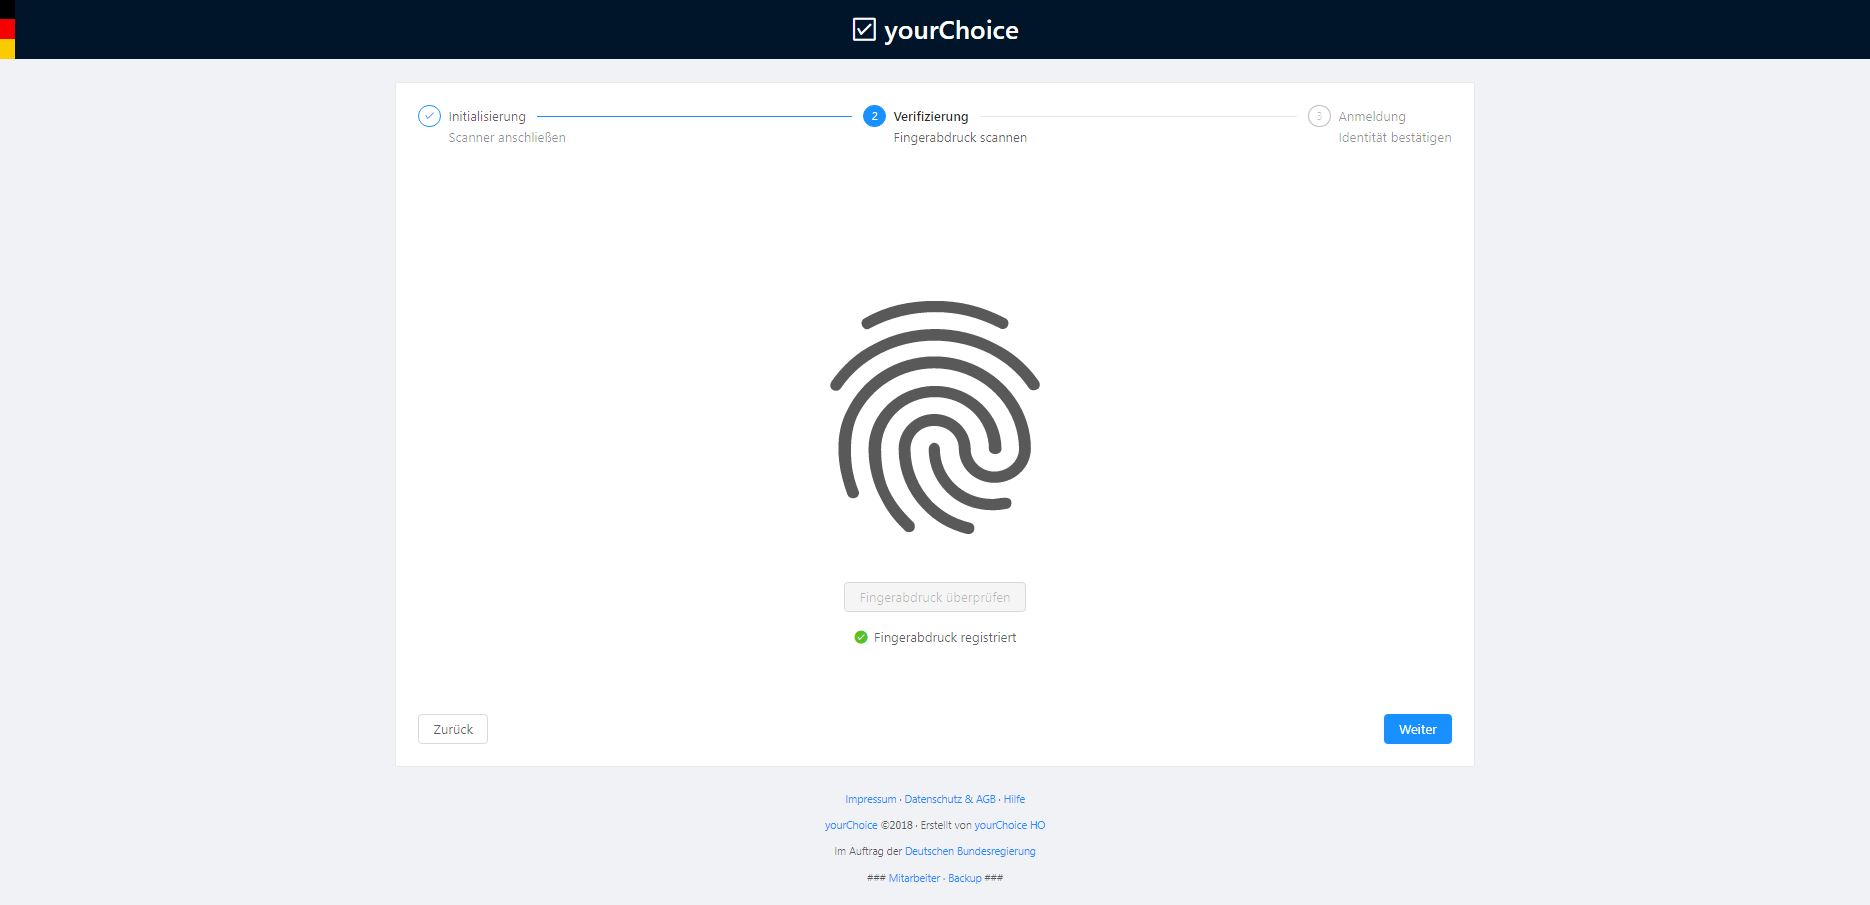 yourChoice
Initialisierung
Scanner anschließen
2
Verifizierung
Fingerabdruck scannen
3
Anmeldung
Identität bestätigen
Fingerabdruck überprüfen
Fingerabdruck registriert
Zurück
Weiter
Impressum · Datenschutz & AGB · Hilfe
yourChoice ©2018 · Erstellt von yourChoice HO
Im Auftrag der Deutschen Bundesregierung
### Mitarbeiter · Backup ###